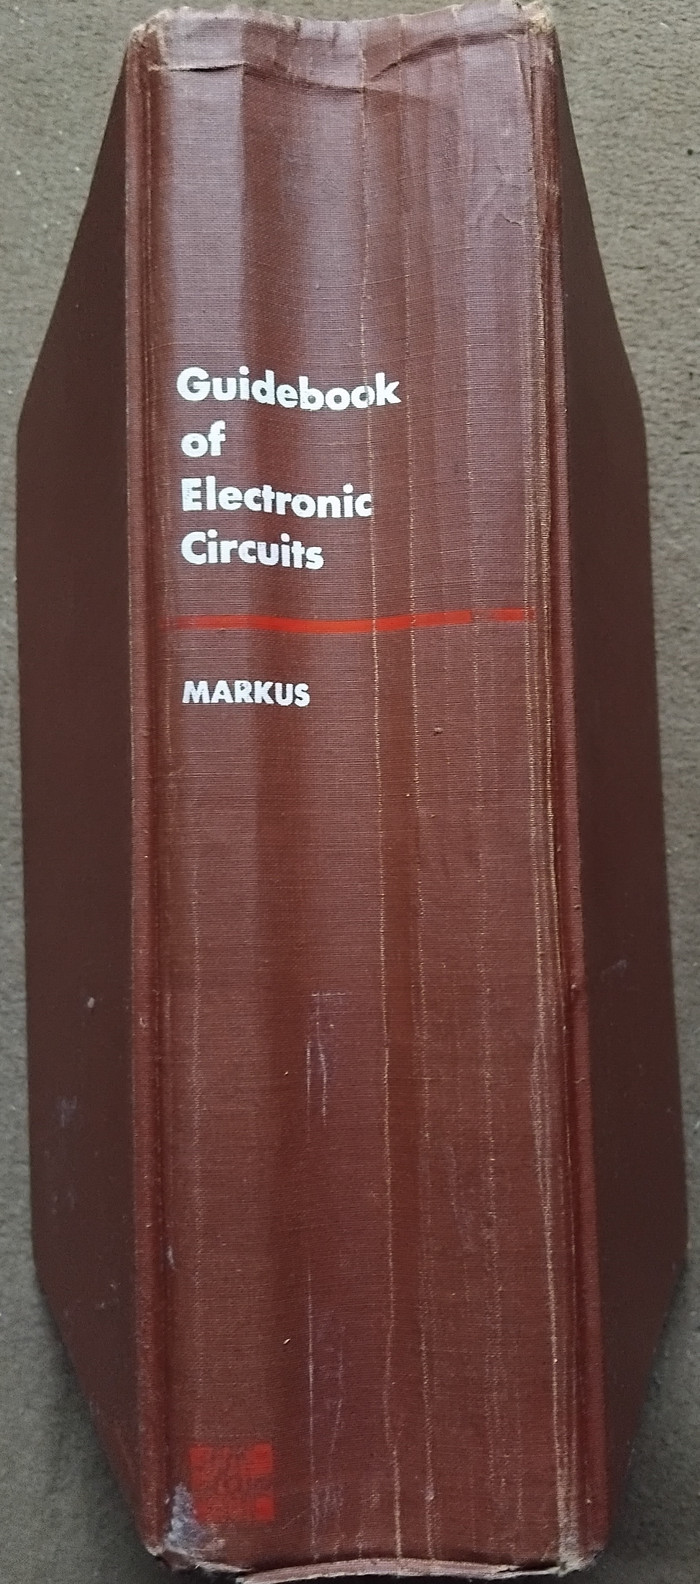 Guidebook
of
Electronic
Circuits
MARKUS